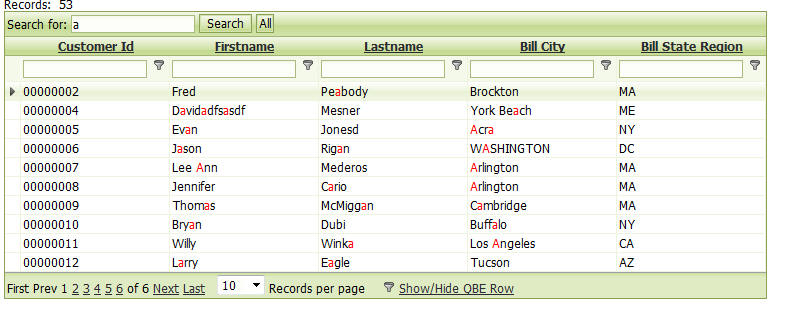 Records: 53
Search for: a Search All
Customer Id Firstname Lastname Bill City Bill State Region
00000002 Fred Peabody Brockton MA
00000004 Davidadfsasdf Mesner York Beach ME
00000005 Evan Jonesd Acra NY
00000006 Jason Rigan WASHINGTON DC
00000007 Lee Ann Mederos Arlington MA
00000008 Jennifer Cario Arlington MA
00000009 Thomas McMiggan Cambridge MA
00000010 Bryan Dubi Buffalo NY
00000011 Willy Winka Los Angeles CA
00000012 Larry Eagle Tucson AZ
First Prev 1 2 3 4 5 6 of 6 Next Last 10 Records per page Show/Hide QBE Row